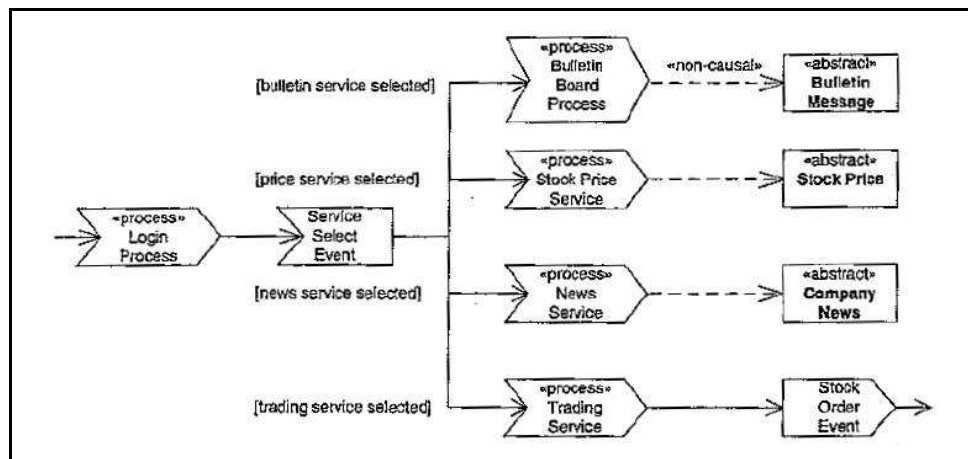 «process»
Bulletin
Board
Process
«non-causal»
«abstract»
Bulletin
Message
[bulletin service selected]
«process»
Stock Price
Service
«abstract»
Stock Price
[price service selected]
«process»
Login
Process
Service
Select
Event
«process»
News
Service
«abstract»
Company
News
[news service selected]
«process»
Trading
Service
Stock
Order
Event
[trading service selected]